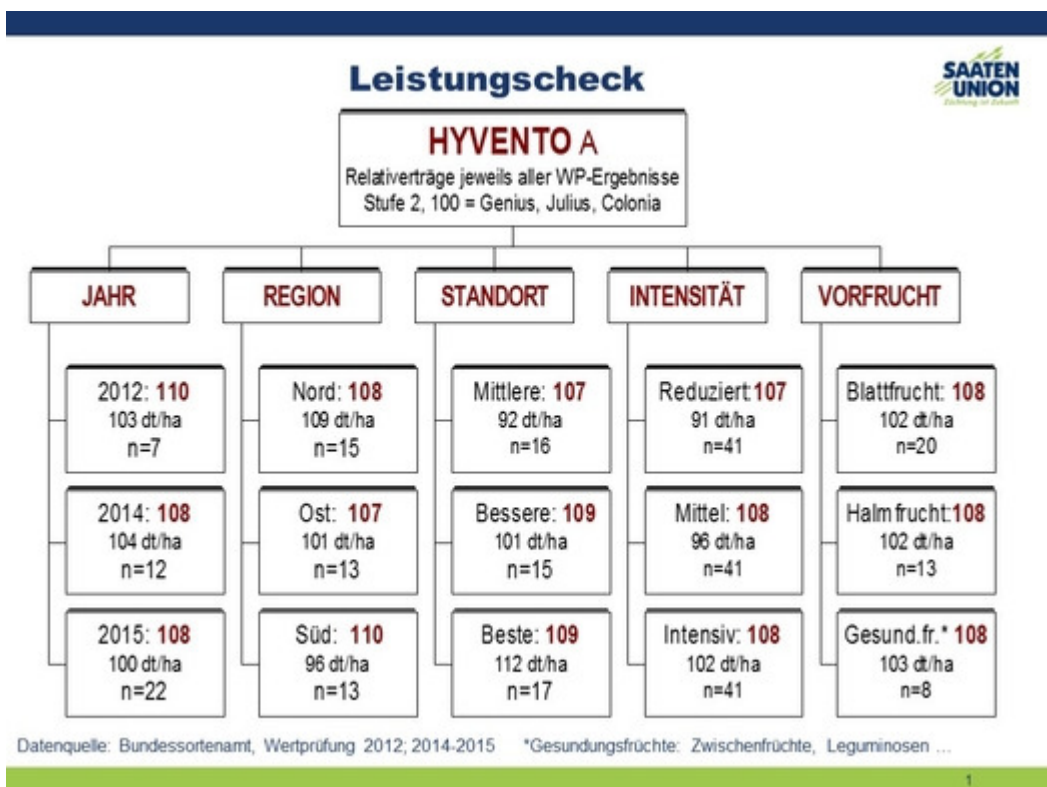 Leistungscheck
SAATEN
UNION
Züchtung ist Zukunft
HYVENTO A
Relativerträge jeweils aller WP-Ergebnisse
Stufe 2, 100 = Genius, Julius, Colonia
JAHR
REGION
STANDORT
INTENSITÄT
VORFRUCHT
2012: 110
103 dt/ha
n=7
Nord: 108
109 dt/ha
n=15
Mittlere: 107
92 dt/ha
n=16
Reduziert:107
91 dt/ha
n=41
Blattfrucht: 108
102 dt/ha
n=20
2014: 108
104 dt/ha
n=12
Ost: 107
101 dt/ha
n=13
Bessere: 109
101 dt/ha
n=15
Mittel: 108
96 dt/ha
n=41
Halmfrucht:108
102 dt/ha
n=13
2015: 108
100 dt/ha
n=22
Süd: 110
96 dt/ha
n=13
Beste: 109
112 dt/ha
n=17
Intensiv: 108
102 dt/ha
n=41
Gesund.fr.* 108
103 dt/ha
n=8
Datenquelle: Bundessortenamt, Wertprüfung 2012; 2014-2015 *Gesundungsfrüchte: Zwischenfrüchte, Leguminosen ...
1